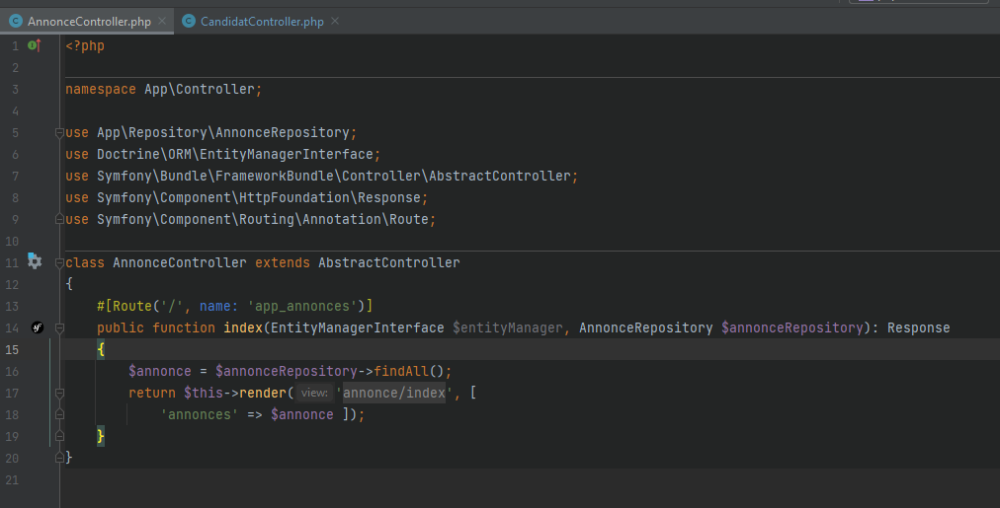 AnnonceController.php
CandidatController.php
1 <?php
2
3 namespace App\Controller;
4
5 use App\Repository\AnnonceRepository;
6 use Doctrine\ORM\EntityManagerInterface;
7 use Symfony\Bundle\FrameworkBundle\Controller\AbstractController;
8 use Symfony\Component\HttpFoundation\Response;
9 use Symfony\Component\Routing\Annotation\Route;
10
11 class AnnonceController extends AbstractController
12 {
13 #[Route('/', name: 'app_annonces')]
14 public function index(EntityManagerInterface $entityManager, AnnonceRepository $annonceRepository): Response
15 {
16 $annonce = $annonceRepository->findAll();
17 return $this->render( view: 'annonce/index', [
18 'annonces' => $annonce ]);
19 }
20 }
21